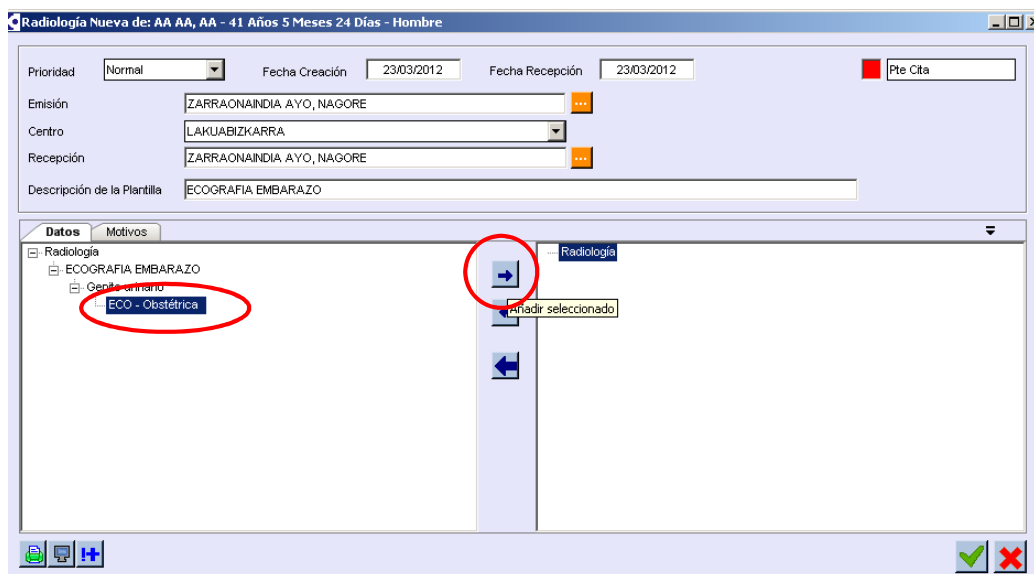 Radiología Nueva de: AA AA, AA - 41 Años 5 Meses 24 Días - Hombre
Prioridad Normal Fecha Creación 23/03/2012 Fecha Recepción 23/03/2012 Pte Cita
Emisión ZARRAONAINDIA AYO, NAGORE ...
Centro LAKUABIZKARRA
Recepción ZARRAONAINDIA AYO, NAGORE ...
Descripción de la Plantilla ECOGRAFIA EMBARAZO
Datos Motivos
Radiología
ECOGRAFIA EMBARAZO
Genito urinario
ECO - Obstétrica
Radiología
Añadir seleccionado